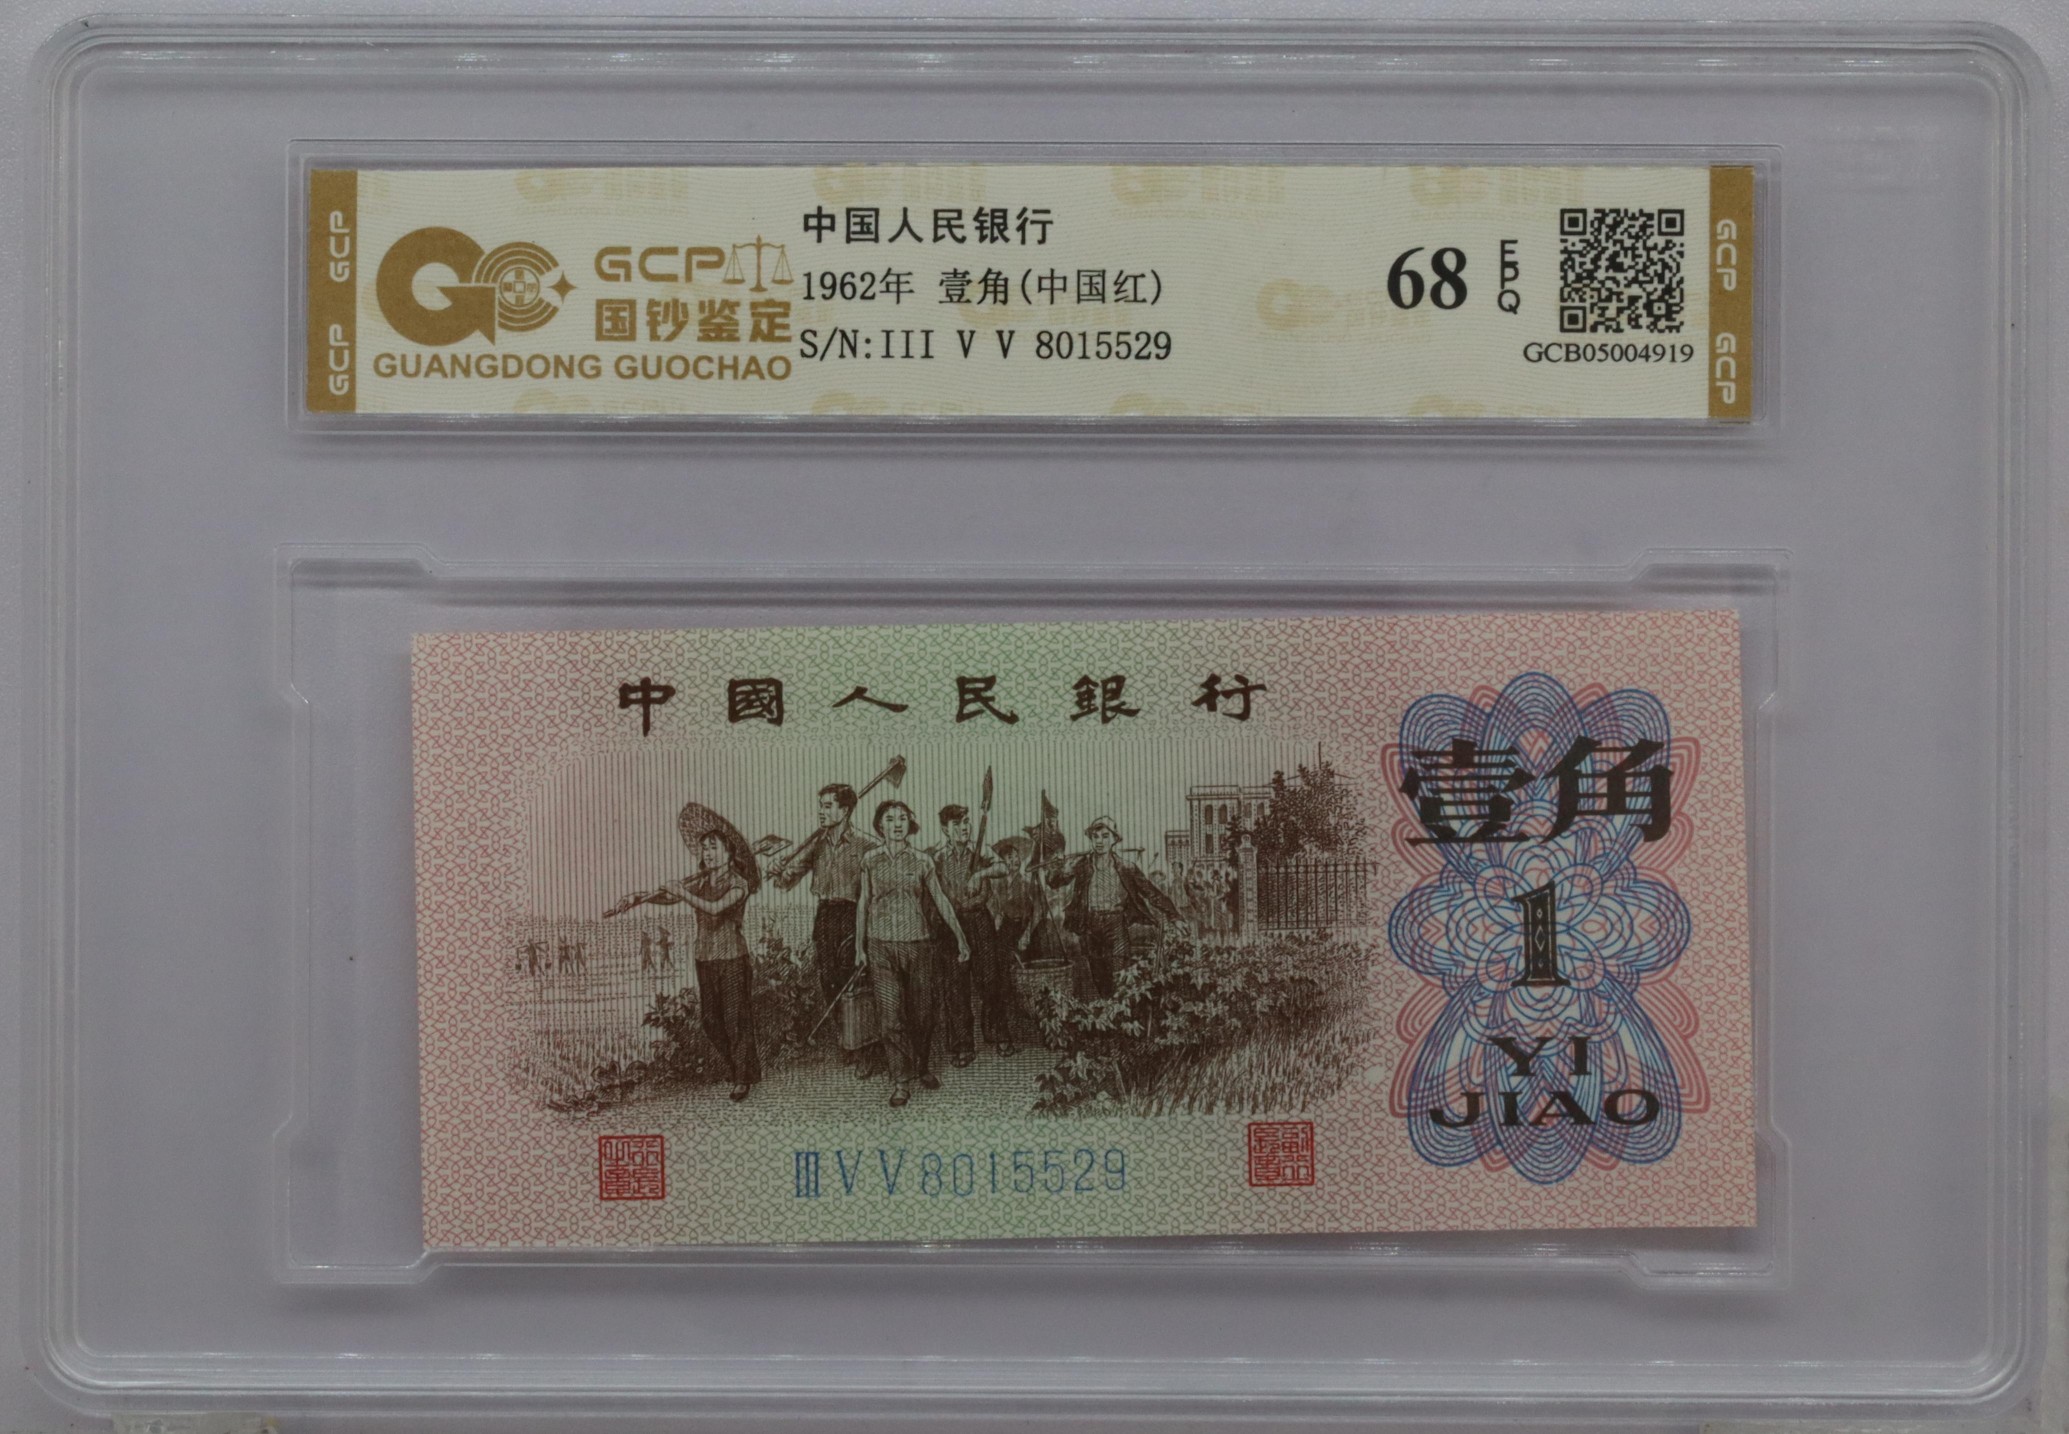 GCP
GCP
GCP
国钞鉴定
GUANGDONG GUOCHAO
中国人民银行
1962年 壹角(中国红)
S/N:III V V 8015529
68 EPQ
GCB05004919
GCP
GCP
中國人民銀行
壹角
1
YI
JIAO
III V V 8015529